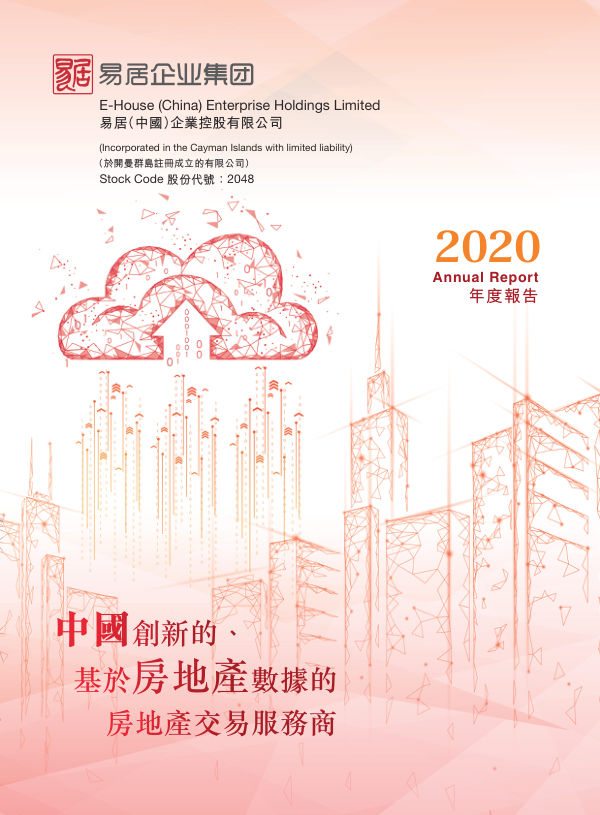 易居 易居企业集团
E-House (China) Enterprise Holdings Limited
易居(中國)企業控股有限公司
(Incorporated in the Cayman Islands with limited liability)
(於開曼群島註冊成立的有限公司)
Stock Code 股份代號：2048
2020
Annual Report
年度報告
中國創新的、
基於房地產數據的
房地產交易服務商